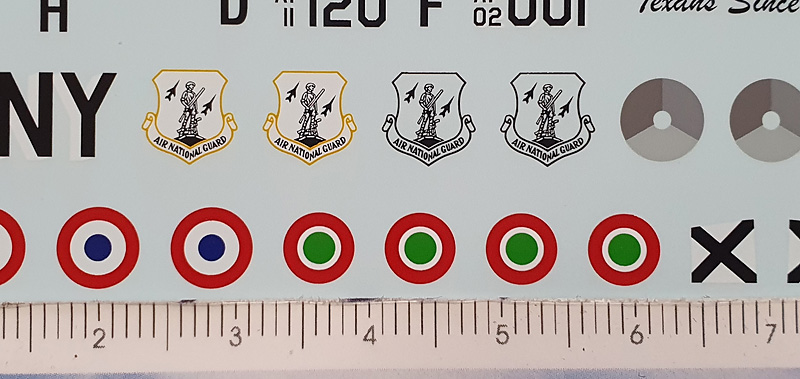 H D 11 120 F 02 001 Texans Since
NY AIR NATIONAL GUARD AIR NATIONAL GUARD AIR NATIONAL GUARD AIR NATIONAL GUARD
2 3 4 5 6 7